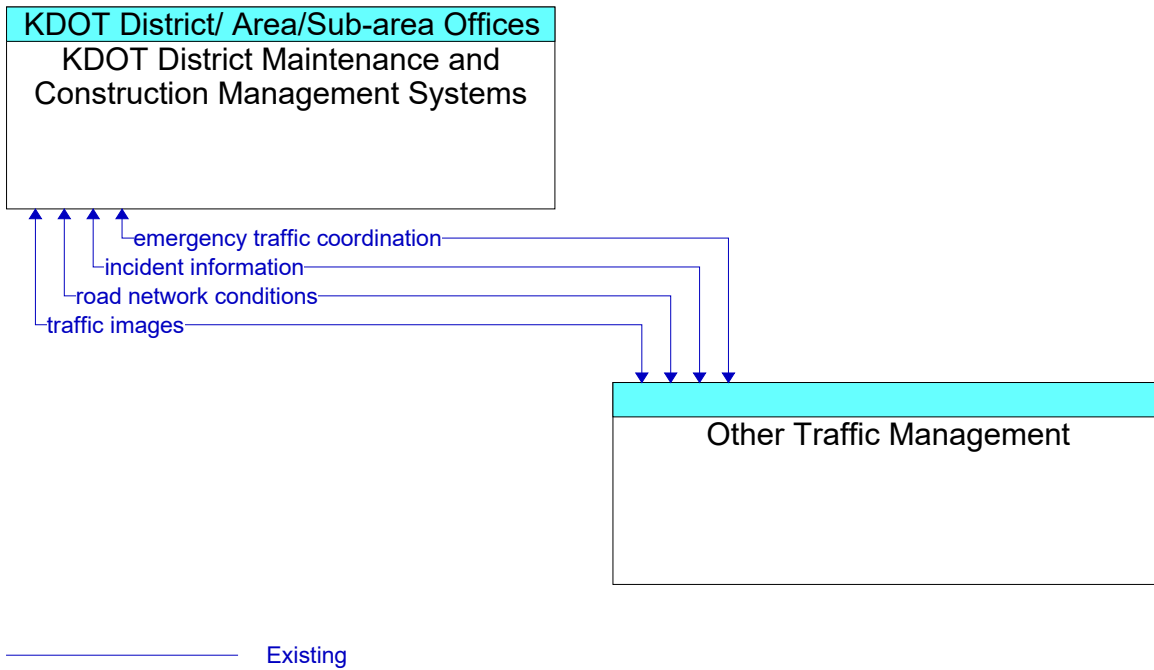 KDOT District/ Area/Sub-area Offices
KDOT District Maintenance and
Construction Management Systems
emergency traffic coordination
incident information
road network conditions
traffic images
Other Traffic Management
Existing